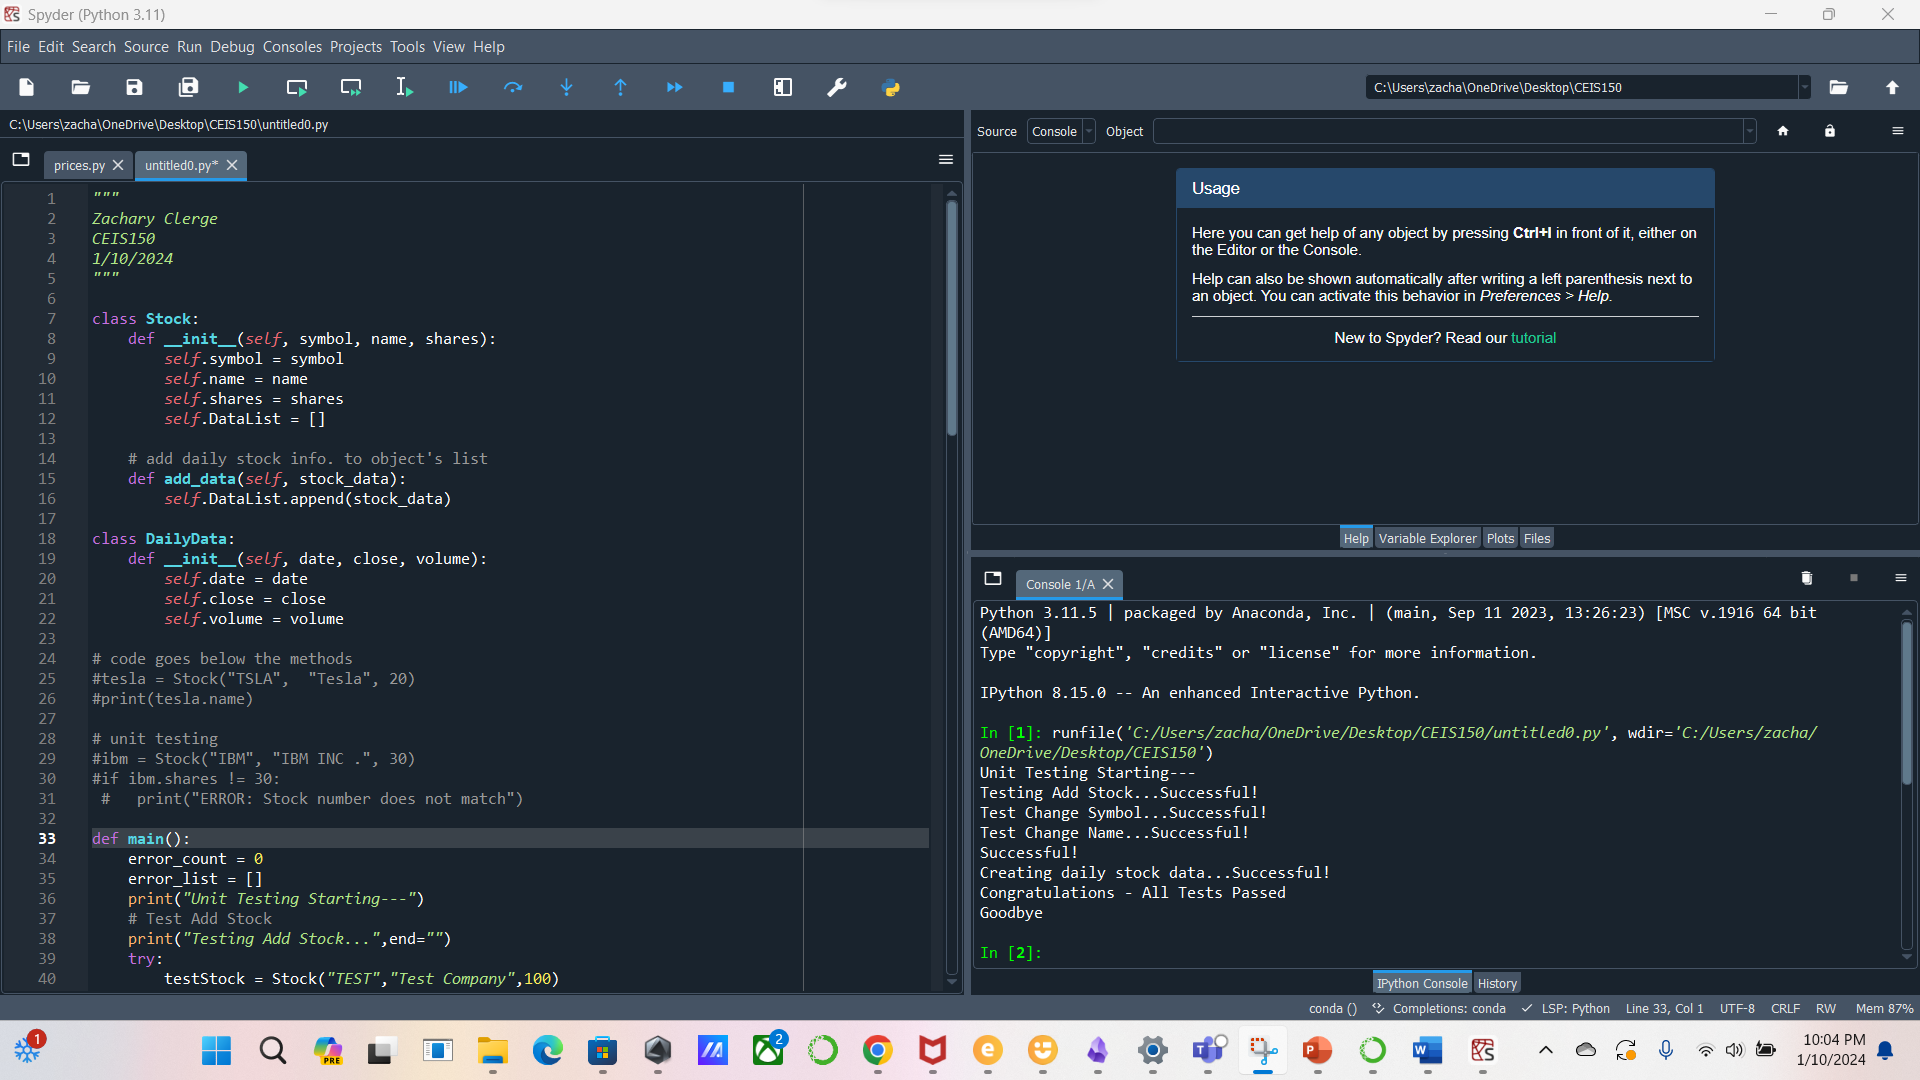 Spyder (Python 3.11)
File Edit Search Source Run Debug Consoles Projects Tools View Help
C:\Users\zacha\OneDrive\Desktop\CEIS150
C:\Users\zacha\OneDrive\Desktop\CEIS150\untitled0.py
prices.py
untitled0.py*
1 """
2 Zachary Clerge
3 CEIS150
4 1/10/2024
5 """
6
7 class Stock:
8     def __init__(self, symbol, name, shares):
9         self.symbol = symbol
10         self.name = name
11         self.shares = shares
12         self.DataList = []
13
14     # add daily stock info. to object's list
15     def add_data(self, stock_data):
16         self.DataList.append(stock_data)
17
18 class DailyData:
19     def __init__(self, date, close, volume):
20         self.date = date
21         self.close = close
22         self.volume = volume
23
24 # code goes below the methods
25 #tesla = Stock("TSLA",  "Tesla", 20)
26 #print(tesla.name)
27
28 # unit testing
29 #ibm = Stock("IBM", "IBM INC .", 30)
30 #if ibm.shares != 30:
31  #   print("ERROR: Stock number does not match")
32
33 def main():
34     error_count = 0
35     error_list = []
36     print("Unit Testing Starting---")
37     # Test Add Stock
38     print("Testing Add Stock...",end="")
39     try:
40         testStock = Stock("TEST","Test Company",100)
Source Console Object
Usage
Here you can get help of any object by pressing Ctrl+I in front of it, either on
the Editor or the Console.
Help can also be shown automatically after writing a left parenthesis next to
an object. You can activate this behavior in Preferences > Help.
New to Spyder? Read our tutorial
Help Variable Explorer Plots Files
Console 1/A
Python 3.11.5 | packaged by Anaconda, Inc. | (main, Sep 11 2023, 13:26:23) [MSC v.1916 64 bit
(AMD64)]
Type "copyright", "credits" or "license" for more information.
IPython 8.15.0 -- An enhanced Interactive Python.
In [1]: runfile('C:/Users/zacha/OneDrive/Desktop/CEIS150/untitled0.py', wdir='C:/Users/zacha/
OneDrive/Desktop/CEIS150')
Unit Testing Starting---
Testing Add Stock...Successful!
Test Change Symbol...Successful!
Test Change Name...Successful!
Successful!
Creating daily stock data...Successful!
Congratulations - All Tests Passed
Goodbye
In [2]:
IPython Console History
conda () Completions: conda LSP: Python Line 33, Col 1 UTF-8 CRLF RW Mem 87%
1
PRE
2
10:04 PM
1/10/2024